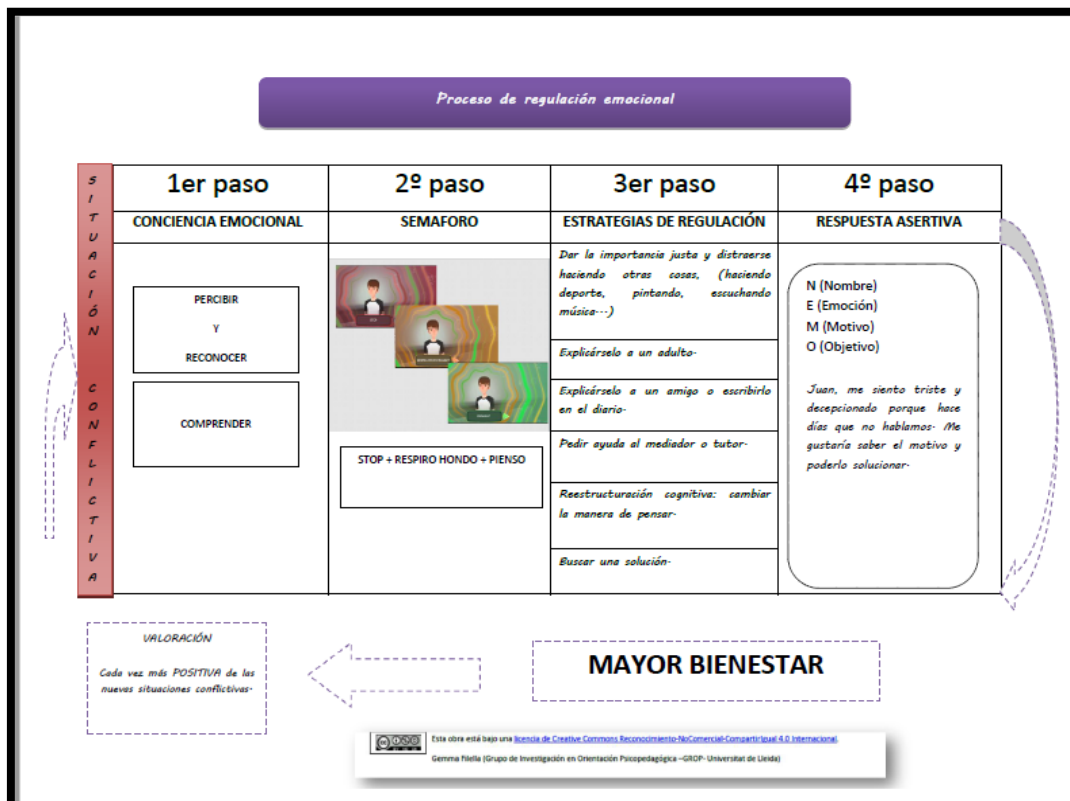 Proceso de regulación emocional
SITUACIÓN CONFLICTIVA
1er paso
2º paso
3er paso
4º paso
CONCIENCIA EMOCIONAL
SEMAFORO
ESTRATEGIAS DE REGULACIÓN
RESPUESTA ASERTIVA
PERCIBIR
Y
RECONOCER
COMPRENDER
STOP + RESPIRO HONDO + PIENSO
Dar la importancia justa y distraerse
haciendo otras cosas, (haciendo
deporte, pintando, escuchando
música...)
Explicárselo a un adulto.
Explicárselo a un amigo o escribirlo
en el diario.
Pedir ayuda al mediador o tutor.
Reestructuración cognitiva: cambiar
la manera de pensar.
Buscar una solución.
N (Nombre)
E (Emoción)
M (Motivo)
O (Objetivo)
Juan, me siento triste y
decepcionado porque hace
días que no hablamos. Me
gustaría saber el motivo y
poderlo solucionar.
VALORACIÓN
Cada vez más POSITIVA de las
nuevas situaciones conflictivas.
MAYOR BIENESTAR
Esta obra está bajo una licencia de Creative Commons Reconocimiento-NoComercial-CompartirIgual 4.0 Internacional.
Gemma Filella (Grupo de Investigación en Orientación Psicopedagógica –GROP- Universitat de Lleida)